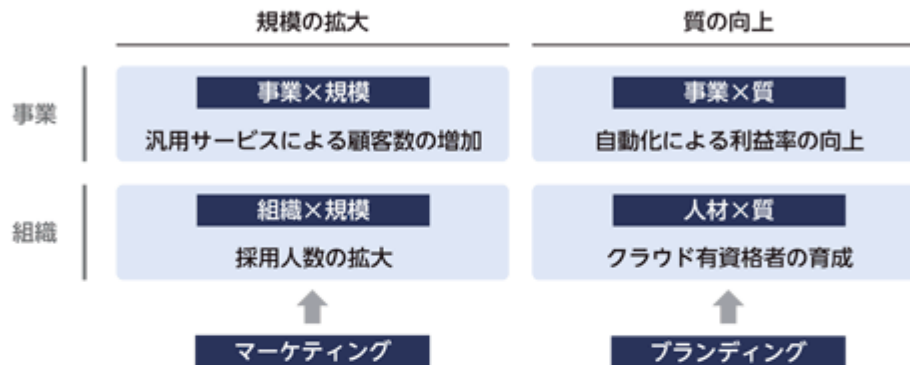 規模の拡大
質の向上
事業
事業×規模
汎用サービスによる顧客数の増加
事業×質
自動化による利益率の向上
組織
組織×規模
採用人数の拡大
人材×質
クラウド有資格者の育成
マーケティング
ブランディング